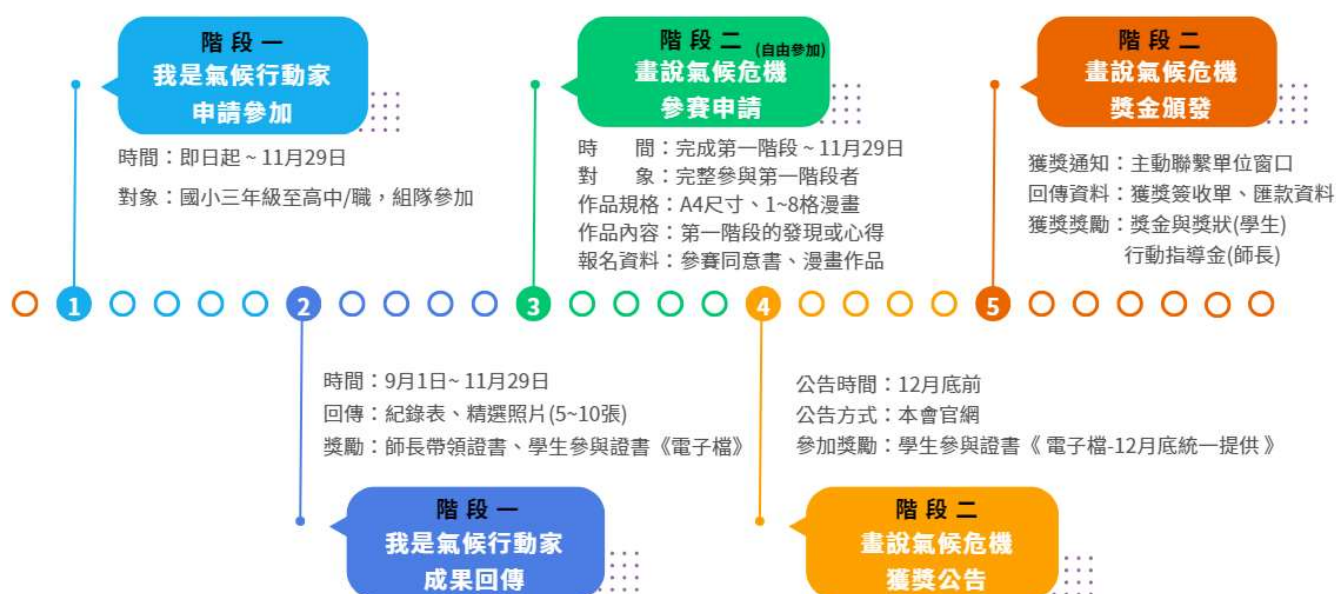 階段一
我是氣候行動家
申請參加
時間：即日起 ~ 11月29日
對象：國小三年級至高中/職，組隊參加
階段二 (自由參加)
畫說氣候危機
參賽申請
時　　間：完成第一階段 ~ 11月29日
對　　象：完整參與第一階段者
作品規格：A4尺寸、1~8格漫畫
作品內容：第一階段的發現或心得
報名資料：參賽同意書、漫畫作品
階段二
畫說氣候危機
獎金頒發
獲獎通知：主動聯繫單位窗口
回傳資料：獲獎簽收單、匯款資料
獲獎獎勵：獎金與獎狀(學生)
行動指導金(師長)
1 2 3 4 5
時間：9月1日~ 11月29日
回傳：紀錄表、精選照片(5~10張)
獎勵：師長帶領證書、學生參與證書《電子檔》
階段一
我是氣候行動家
成果回傳
公告時間：12月底前
公告方式：本會官網
參加獎勵：學生參與證書《 電子檔-12月底統一提供 》
階段二
畫說氣候危機
獲獎公告